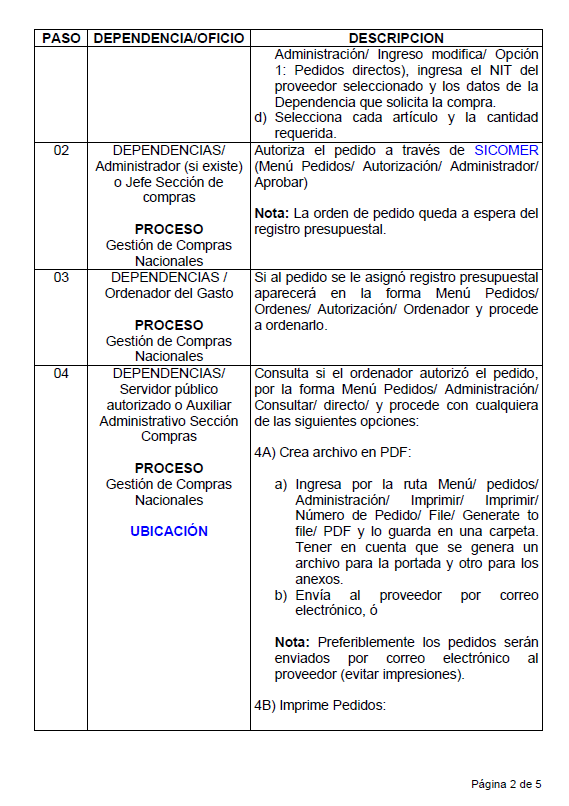 PASO DEPENDENCIA/OFICIO DESCRIPCION
Administración/ Ingreso modifica/ Opción
1: Pedidos directos), ingresa el NIT del
proveedor seleccionado y los datos de la
Dependencia que solicita la compra.
d) Selecciona cada artículo y la cantidad
requerida.
02
DEPENDENCIAS/
Administrador (si existe)
o Jefe Sección de
compras
PROCESO
Gestión de Compras
Nacionales
Autoriza el pedido a través de SICOMER
(Menú Pedidos/ Autorización/ Administrador/
Aprobar)
Nota: La orden de pedido queda a espera del
registro presupuestal.
03
DEPENDENCIAS /
Ordenador del Gasto
PROCESO
Gestión de Compras
Nacionales
Si al pedido se le asignó registro presupuestal
aparecerá en la forma Menú Pedidos/
Ordenes/ Autorización/ Ordenador y procede
a ordenarlo.
04
DEPENDENCIAS/
Servidor público
autorizado o Auxiliar
Administrativo Sección
Compras
PROCESO
Gestión de Compras
Nacionales
UBICACIÓN
Consulta si el ordenador autorizó el pedido,
por la forma Menú Pedidos/ Administración/
Consultar/ directo/ y procede con cualquiera
de las siguientes opciones:
4A) Crea archivo en PDF:
a) Ingresa por la ruta Menú/ pedidos/
Administración/ Imprimir/ Imprimir/
Número de Pedido/ File/ Generate to
file/ PDF y lo guarda en una carpeta.
Tener en cuenta que se genera un
archivo para la portada y otro para los
anexos.
b) Envía al proveedor por correo
electrónico, ó
Nota: Preferiblemente los pedidos serán
enviados por correo electrónico al
proveedor (evitar impresiones).
4B) Imprime Pedidos:
Página 2 de 5